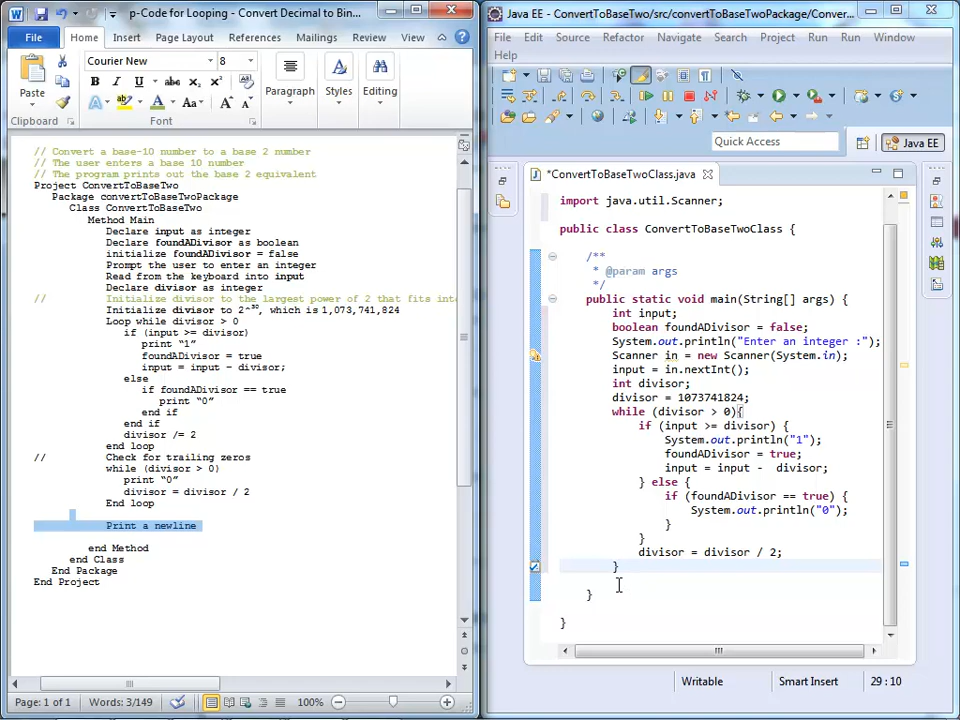 p-Code for Looping - Convert Decimal to Bin...
File Home Insert Page Layout References Mailings Review View
Courier New 8
Paste
B I U abc x₂ x²
A ab A Aa A A
Paragraph Styles Editing
Clipboard Font
// Convert a base-10 number to a base 2 number
// The user enters a base 10 number
// The program prints out the base 2 equivalent
Project ConvertToBaseTwo
Package convertToBaseTwoPackage
Class ConvertToBaseTwo
Method Main
Declare input as integer
Declare foundADivisor as boolean
initialize foundADivisor = false
Prompt the user to enter an integer
Read from the keyboard into input
Declare divisor as integer
// Initialize divisor to the largest power of 2 that fits inte
Initialize divisor to 2^30, which is 1,073,741,824
Loop while divisor > 0
if (input >= divisor)
print “1”
foundADivisor = true
input = input - divisor;
else
if foundADivisor == true
print “0”
end if
end if
divisor /= 2
End loop
// Check for trailing zeros
while (divisor > 0)
print “0”
divisor = divisor / 2
End loop
Print a newline
end Method
end Class
End Package
End Project
Page: 1 of 1 Words: 3/149 100%
Java EE - ConvertToBaseTwo/src/convertToBaseTwoPackage/Conver...
File Edit Source Refactor Navigate Search Project Run Run Window
Help
Quick Access Java EE
*ConvertToBaseTwoClass.java
import java.util.Scanner;
public class ConvertToBaseTwoClass {
/**
* @param args
*/
public static void main(String[] args) {
int input;
boolean foundADivisor = false;
System.out.println("Enter an integer :");
Scanner in = new Scanner(System.in);
input = in.nextInt();
int divisor;
divisor = 1073741824;
while (divisor > 0){
if (input >= divisor) {
System.out.println("1");
foundADivisor = true;
input = input - divisor;
} else {
if (foundADivisor == true) {
System.out.println("0");
}
}
divisor = divisor / 2;
}
}
}
Writable Smart Insert 29 : 10